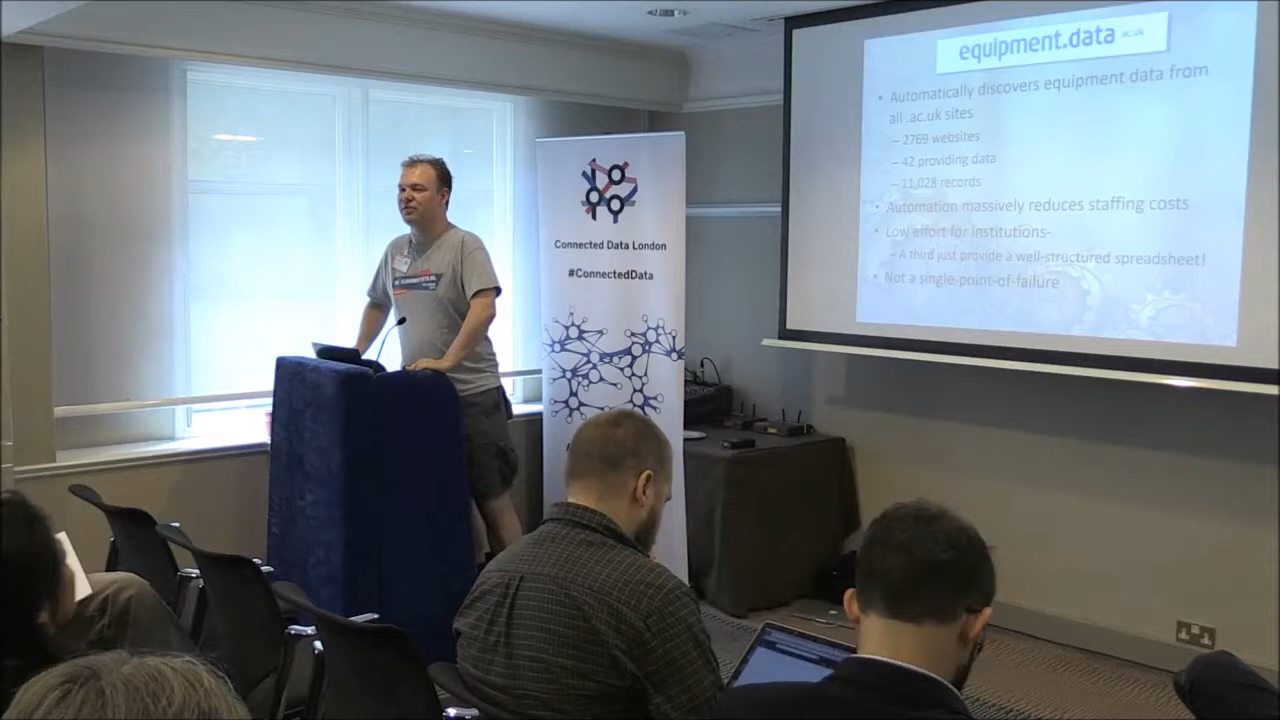 equipment.data
• Automatically discovers equipment data from
all .ac.uk sites
– 2769 websites
– 42 providing data
– 11,028 records
• Automation massively reduces staffing costs
• Low effort for institutions-
– A third just provide a well-structured spreadsheet!
• Not a single-point-of-failure
Connected Data London
#ConnectedData